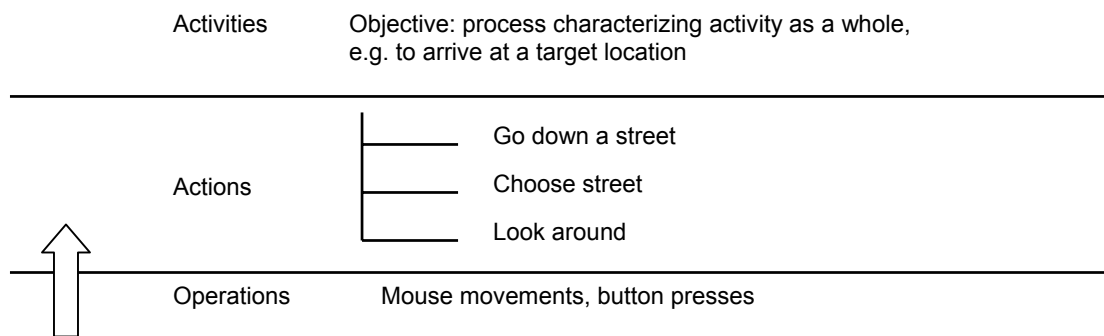 Activities
Objective: process characterizing activity as a whole,
e.g. to arrive at a target location
Go down a street
Actions
Choose street
Look around
Operations
Mouse movements, button presses